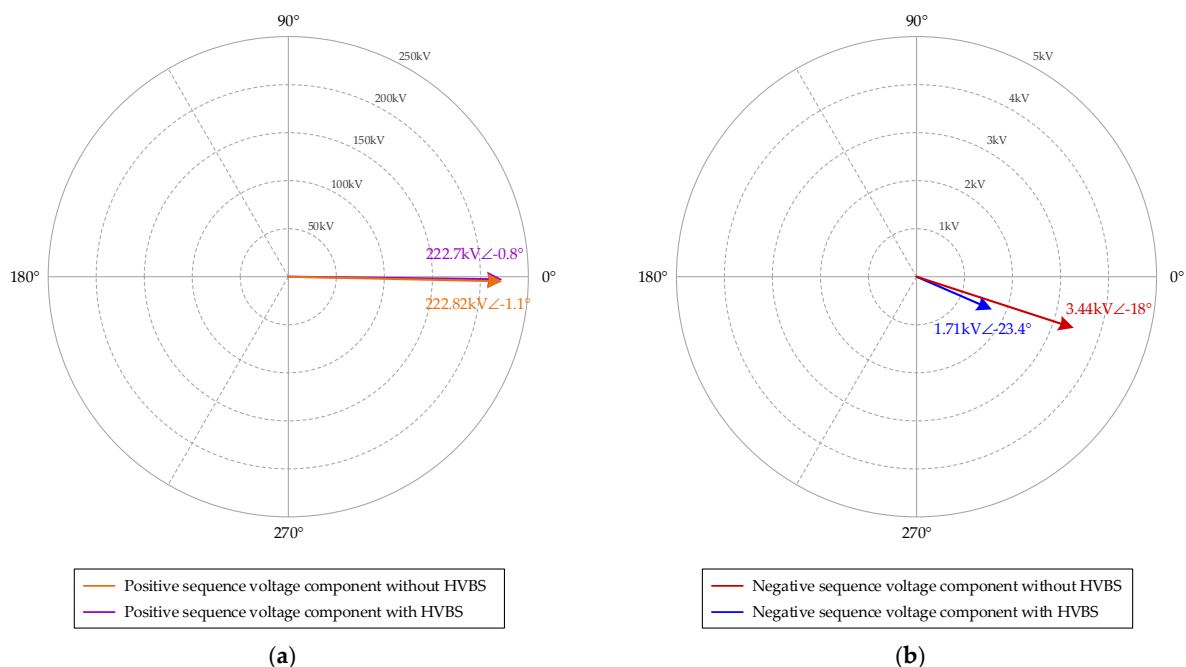 90°
250kV
200kV
150kV
100kV
50kV
222.7kV∠-0.8°
180°
0°
222.82kV∠-1.1°
270°
Positive sequence voltage component without HVBS
Positive sequence voltage component with HVBS
(a)
90°
5kV
4kV
3kV
2kV
1kV
180°
0°
3.44kV∠-18°
1.71kV∠-23.4°
270°
Negative sequence voltage component without HVBS
Negative sequence voltage component with HVBS
(b)